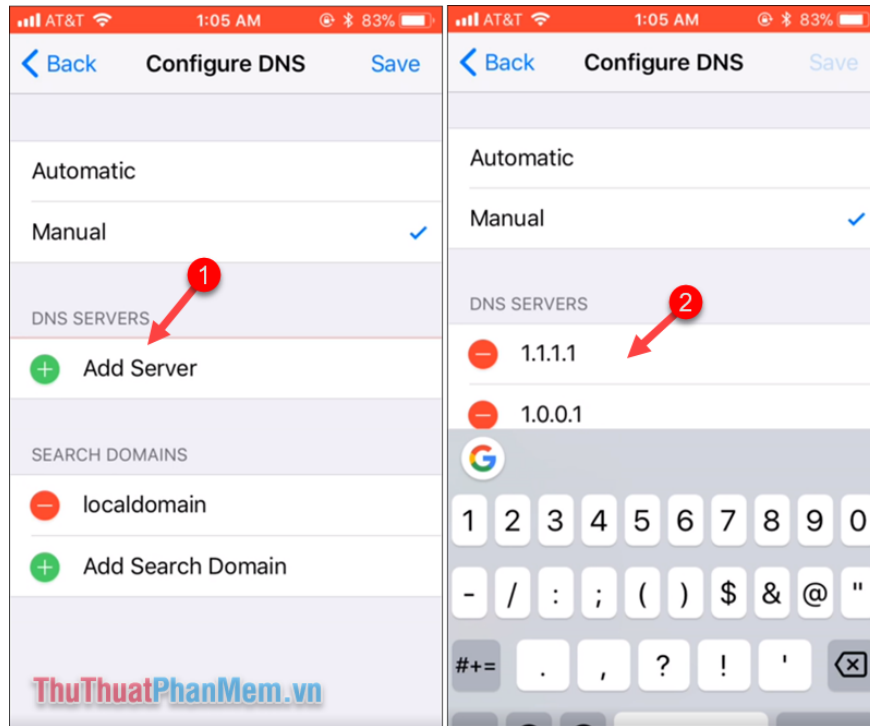 AT&T 1:05 AM 83%
Back Configure DNS Save
Automatic
Manual
1
DNS SERVERS
Add Server
SEARCH DOMAINS
localdomain
Add Search Domain
ThuThuatPhanMem.vn
AT&T 1:05 AM 83%
Back Configure DNS Save
Automatic
Manual
DNS SERVERS
2
1.1.1.1
1.0.0.1
G
1 2 3 4 5 6 7 8 9 0
- / : ; ( ) $ & @ "
#+= . , ? ! '